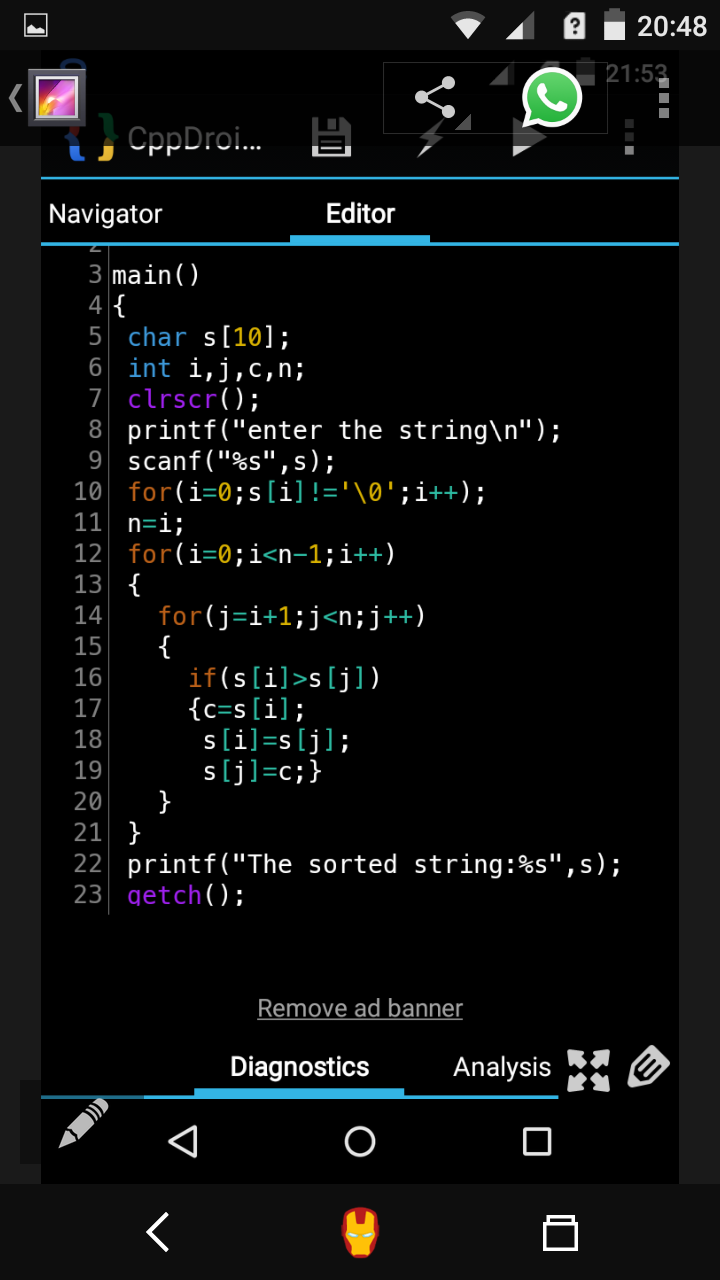 20:48
21:53
CppDroi...
Navigator
Editor
2
3 main()
4 {
5 char s[10];
6 int i,j,c,n;
7 clrscr();
8 printf("enter the string\n");
9 scanf("%s",s);
10 for(i=0;s[i]!='\0';i++);
11 n=i;
12 for(i=0;i<n-1;i++)
13 {
14 for(j=i+1;j<n;j++)
15 {
16 if(s[i]>s[j])
17 {c=s[i];
18 s[i]=s[j];
19 s[j]=c;}
20 }
21 }
22 printf("The sorted string:%s",s);
23 getch();
Remove ad banner
Diagnostics
Analysis